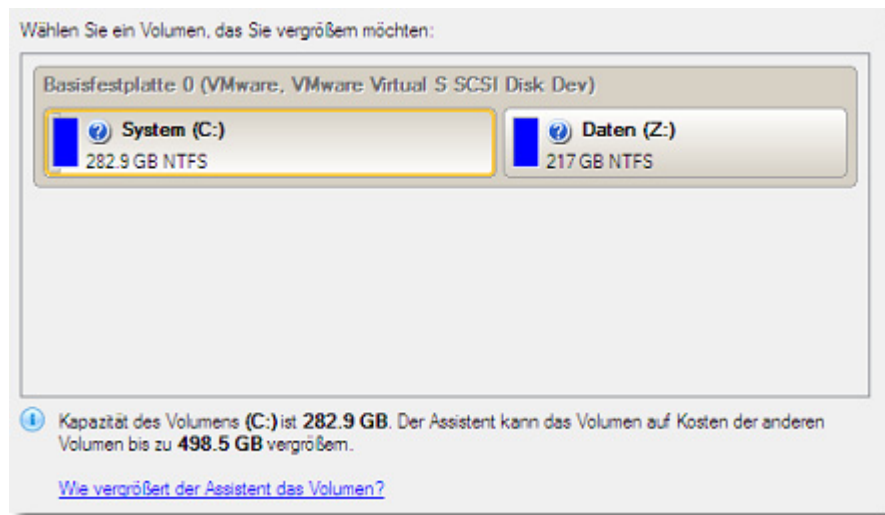 Wählen Sie ein Volumen, das Sie vergrößern möchten:
Basisfestplatte 0 (VMware, VMware Virtual S SCSI Disk Dev)
System (C:)
282.9 GB NTFS
Daten (Z:)
217 GB NTFS
Kapazität des Volumens (C:) ist 282.9 GB. Der Assistent kann das Volumen auf Kosten der anderen
Volumen bis zu 498.5 GB vergrößern.
Wie vergrößert der Assistent das Volumen?